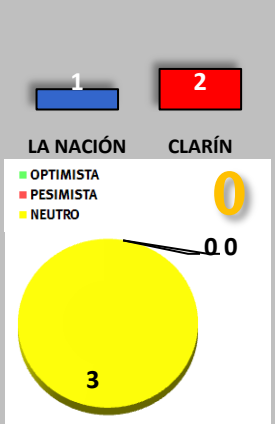 1 2
LA NACIÓN CLARÍN
OPTIMISTA
PESIMISTA
NEUTRO
0
0 0
3